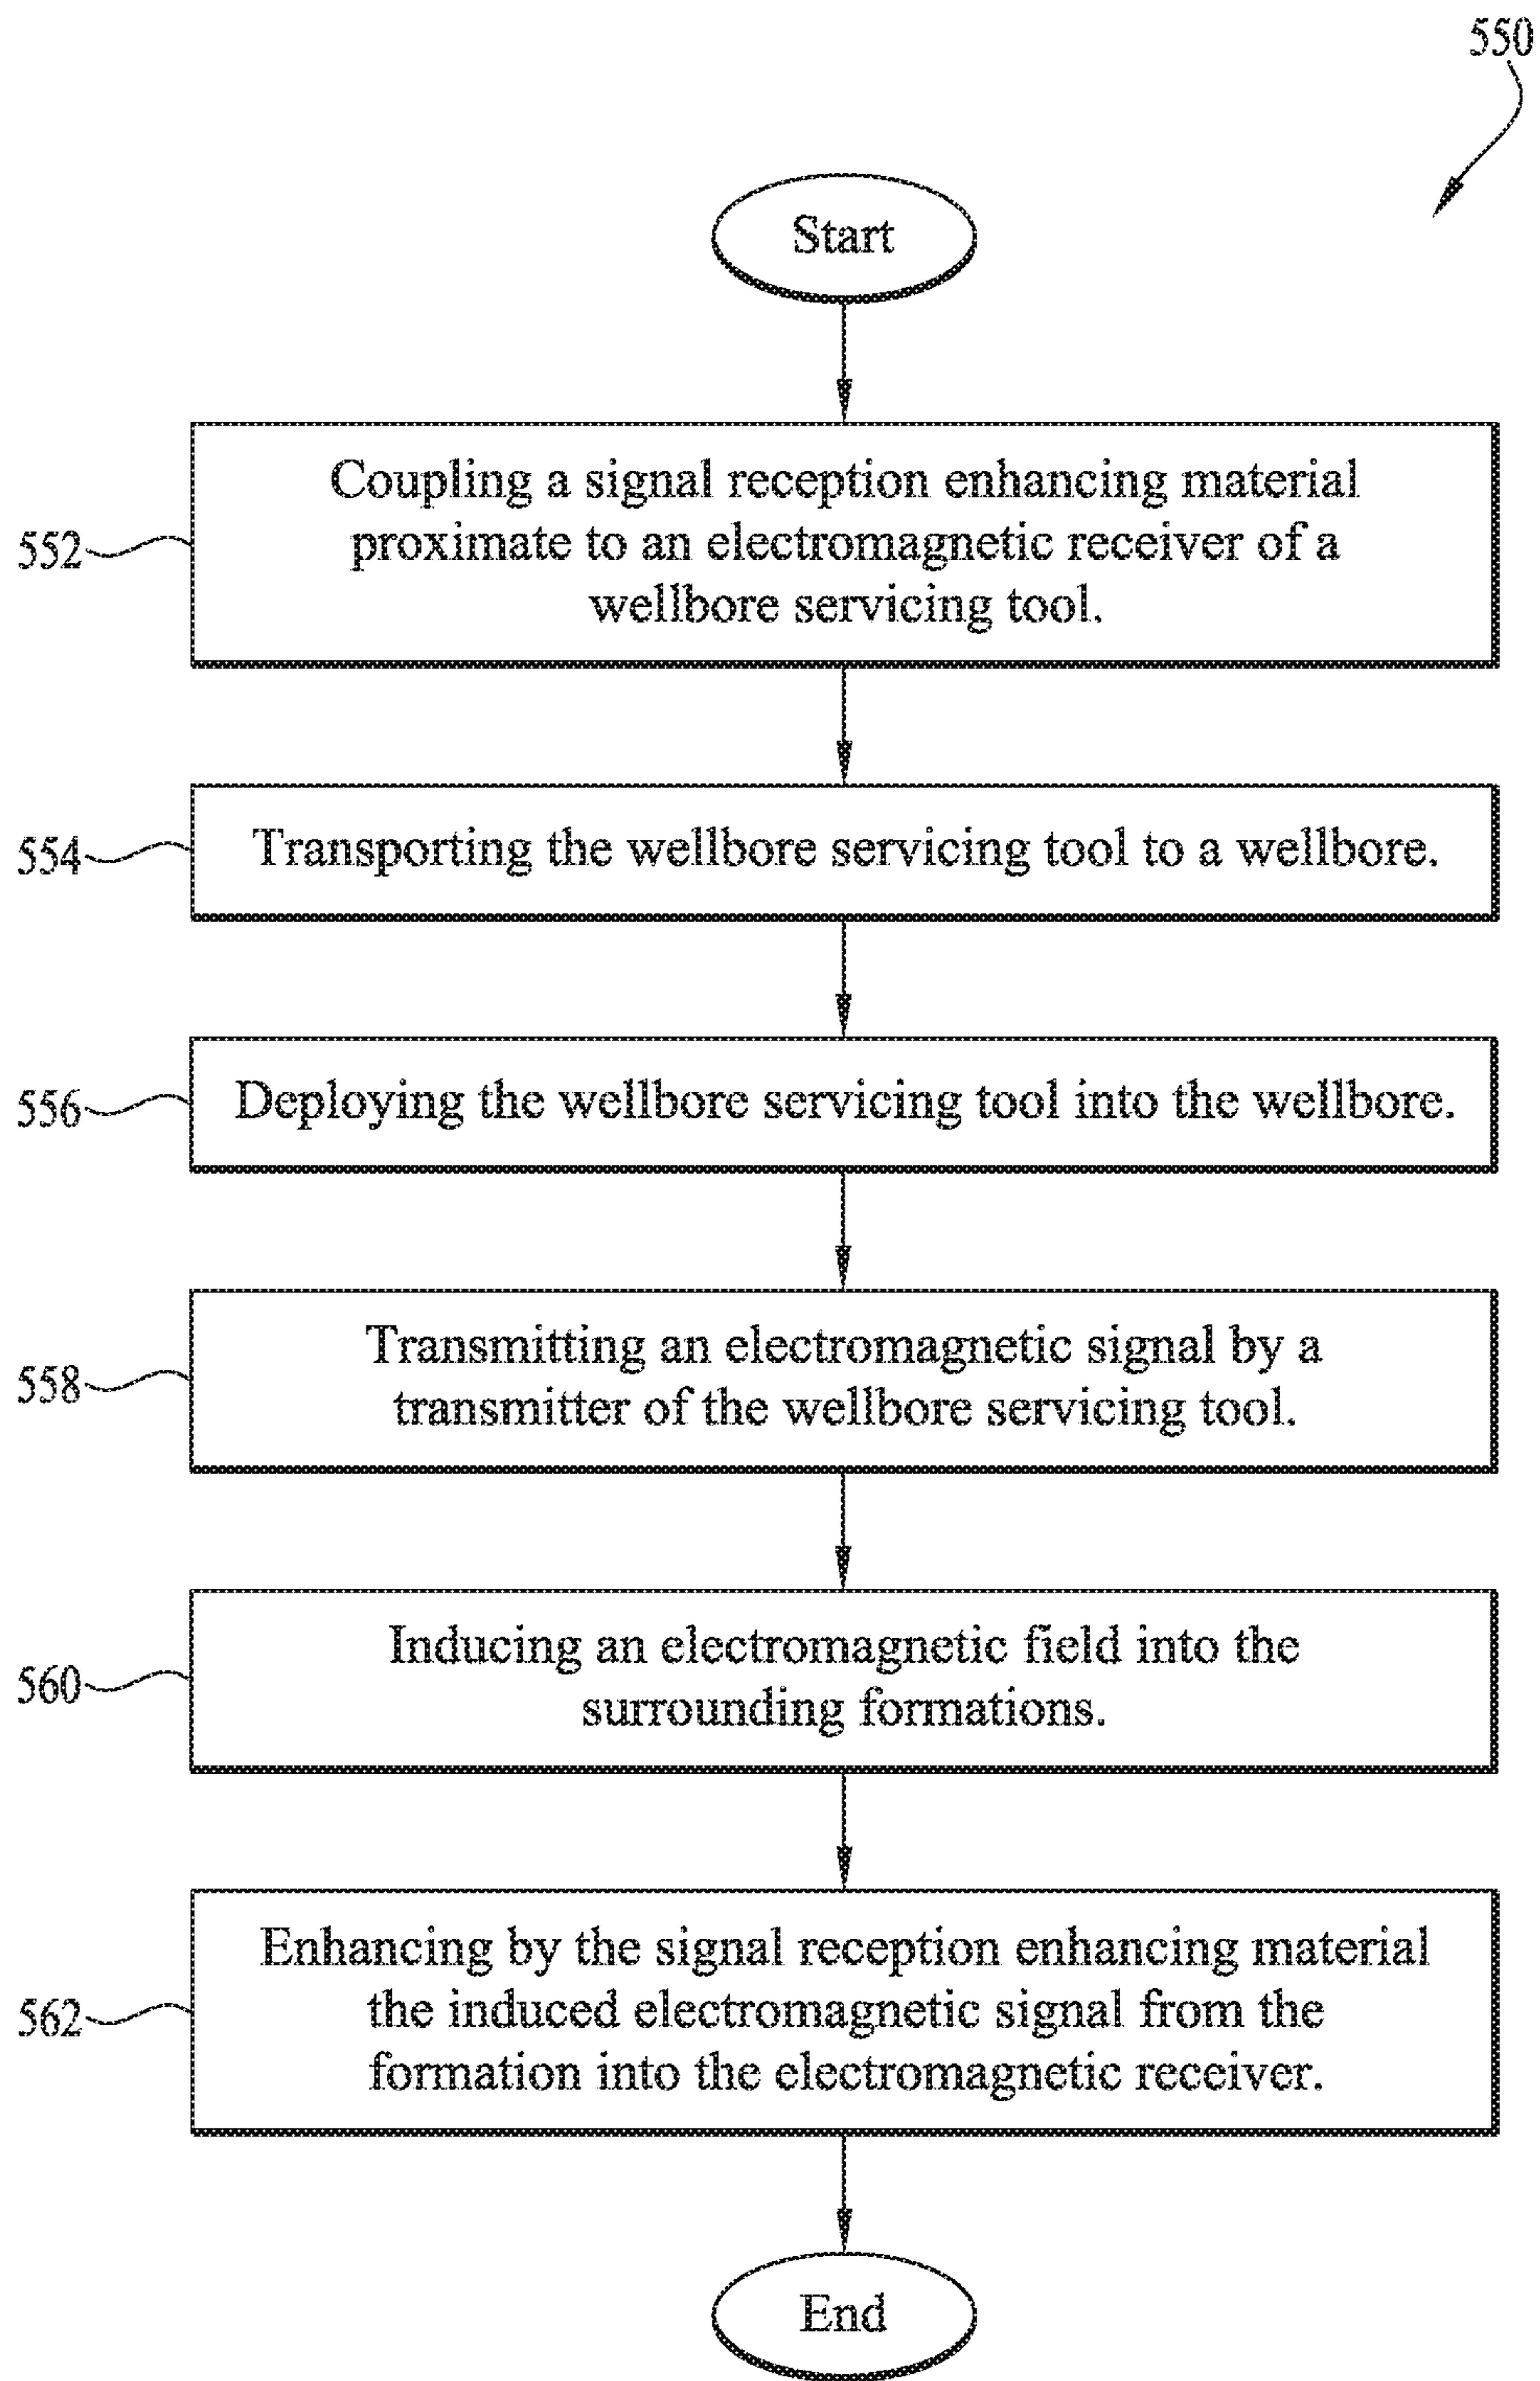 550
Start
552
Coupling a signal reception enhancing material
proximate to an electromagnetic receiver of a
wellbore servicing tool.
554
Transporting the wellbore servicing tool to a wellbore.
556
Deploying the wellbore servicing tool into the wellbore.
558
Transmitting an electromagnetic signal by a
transmitter of the wellbore servicing tool.
560
Inducing an electromagnetic field into the
surrounding formations.
562
Enhancing by the signal reception enhancing material
the induced electromagnetic signal from the
formation into the electromagnetic receiver.
End